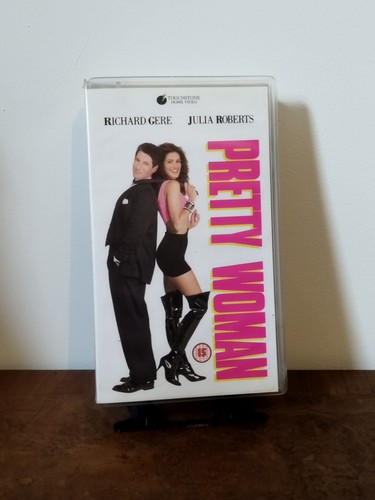 TOUCHSTONE
HOME VIDEO
RICHARD GERE JULIA ROBERTS
PRETTY WOMAN
15